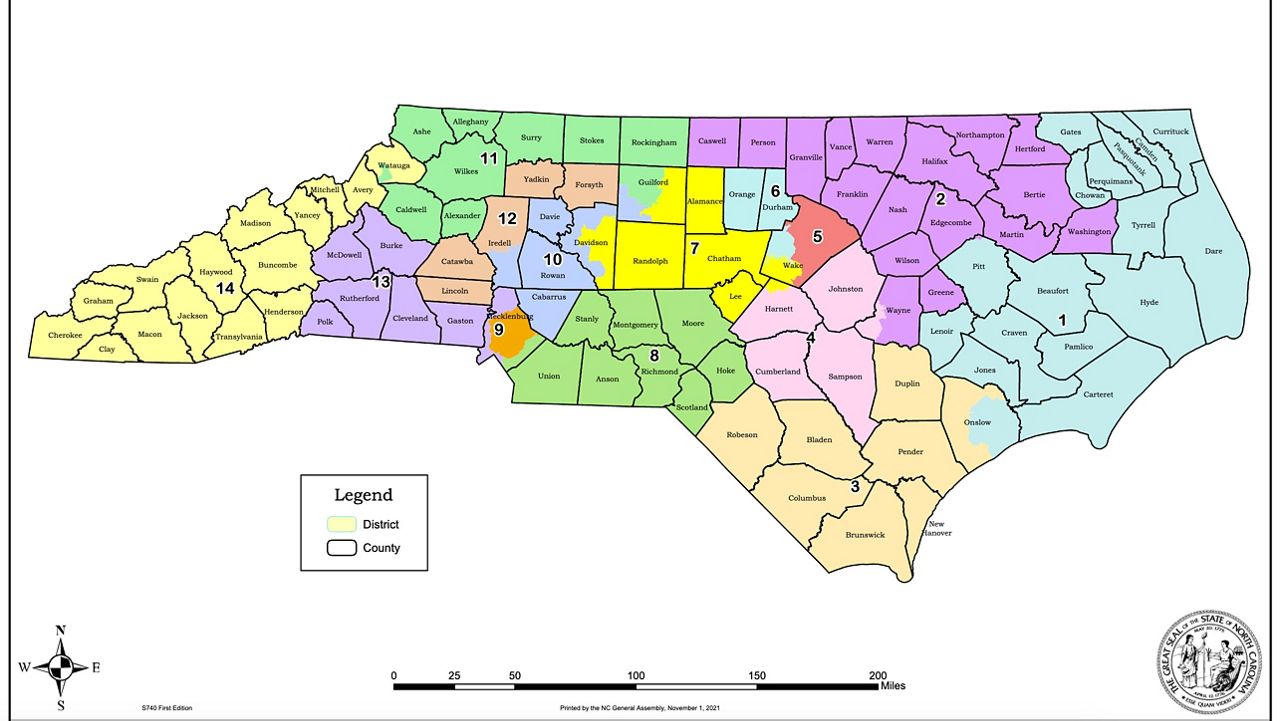 Ashe
Alleghany
Surry
Stokes
Rockingham
Caswell
Person
Granville
Vance
Warren
Northampton
Hertford
Gates
Currituck
Camden
Pasquotank
Halifax
Watauga
11
Wilkes
Yadkin
Forsyth
Guilford
Alamance
Orange
6
Durham
Franklin
Nash
2
Edgecombe
Bertie
Perquimans
Chowan
Mitchell
Avery
Caldwell
Alexander
12
Iredell
Davie
Davidson
Madison
Yancey
McDowell
Burke
Catawba
10
Rowan
Randolph
7
Chatham
Wake
5
Wilson
Martin
Washington
Tyrrell
Dare
Swain
Haywood
Buncombe
14
13
Rutherford
Lincoln
Lee
Johnston
Pitt
Beaufort
Hyde
Graham
Jackson
Henderson
Polk
Cleveland
Gaston
Mecklenburg
9
Cabarrus
Stanly
Montgomery
Moore
Harnett
Wayne
Greene
Lenoir
Craven
1
Pamlico
Cherokee
Clay
Macon
Transylvania
Union
Anson
8
Richmond
Scotland
Hoke
Cumberland
4
Sampson
Duplin
Jones
Carteret
Onslow
Robeson
Bladen
Pender
Columbus
3
Brunswick
New
Hanover
Legend
District
County
N
W
E
S
0 25 50 100 150 200
Miles
S740 First Edition
Printed by the NC General Assembly, November 1, 2021
THE GREAT SEAL OF THE STATE OF NORTH CAROLINA
MAY 20, 1775
APRIL 12, 1776
ESSE QUAM VIDERI